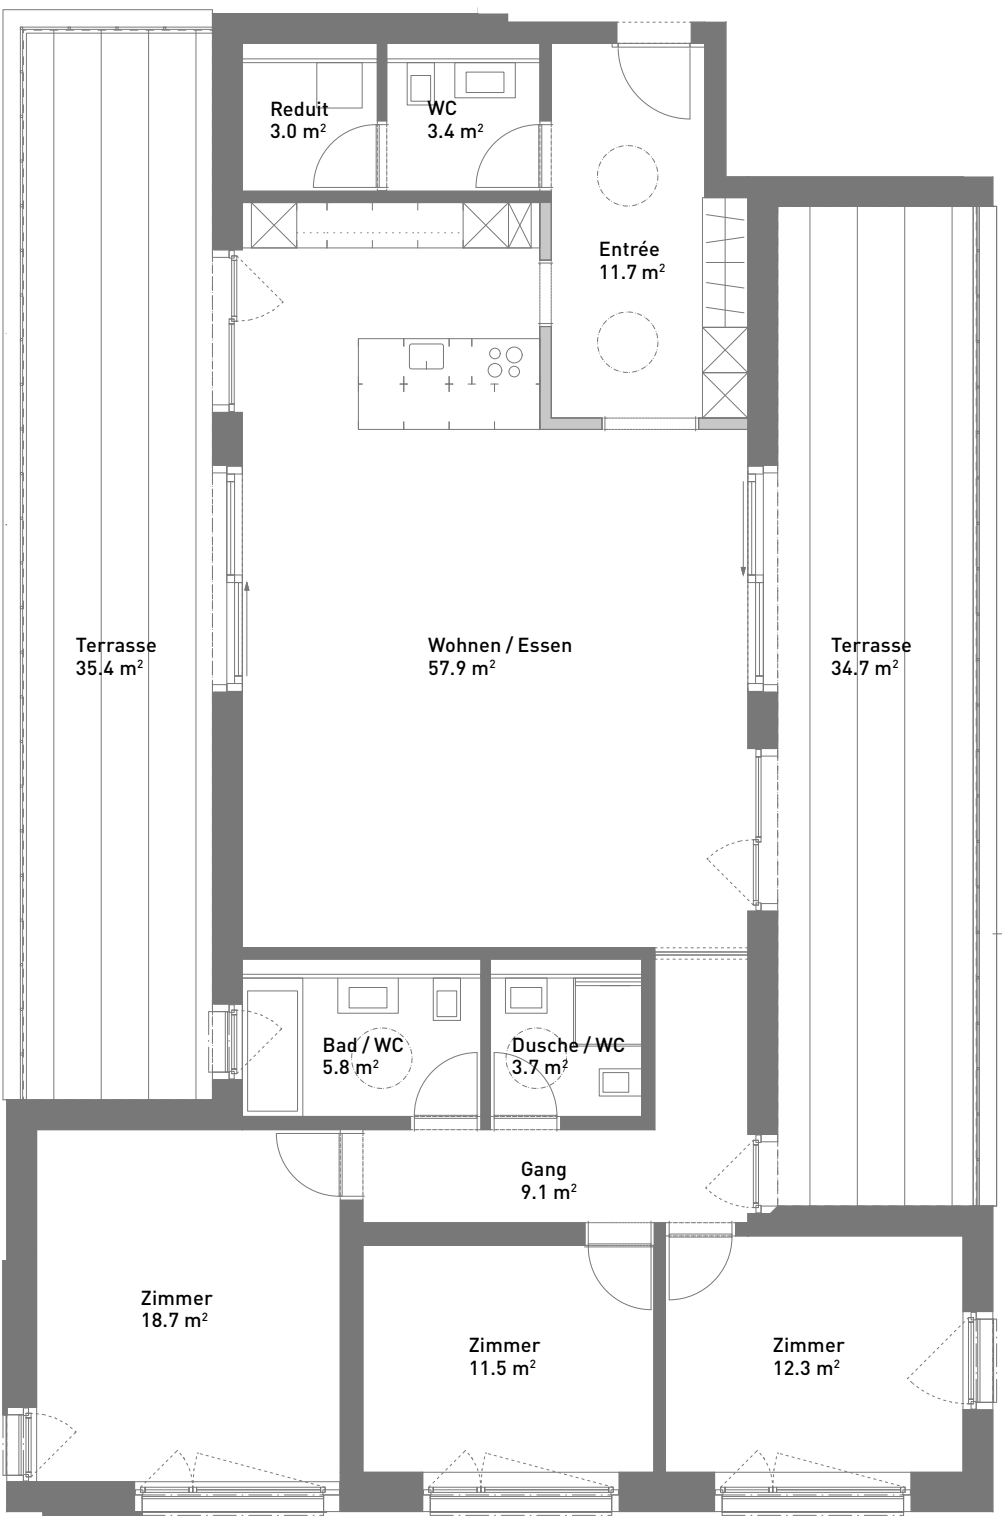 Reduit
3.0 m²
WC
3.4 m²
Entrée
11.7 m²
Terrasse
35.4 m²
Wohnen / Essen
57.9 m²
Terrasse
34.7 m²
Bad / WC
5.8 m²
Dusche / WC
3.7 m²
Gang
9.1 m²
Zimmer
18.7 m²
Zimmer
11.5 m²
Zimmer
12.3 m²